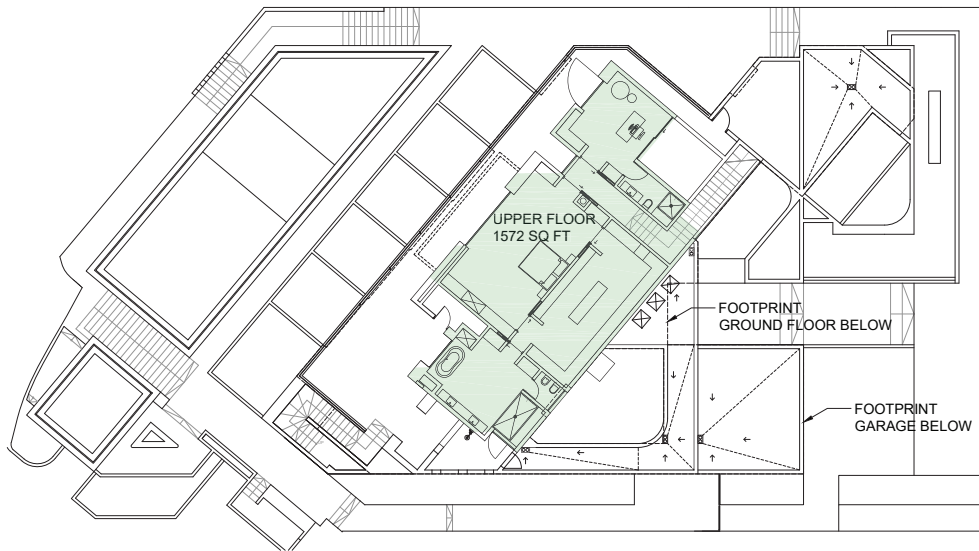 UPPER FLOOR
1572 SQ FT
FOOTPRINT
GROUND FLOOR BELOW
FOOTPRINT
GARAGE BELOW